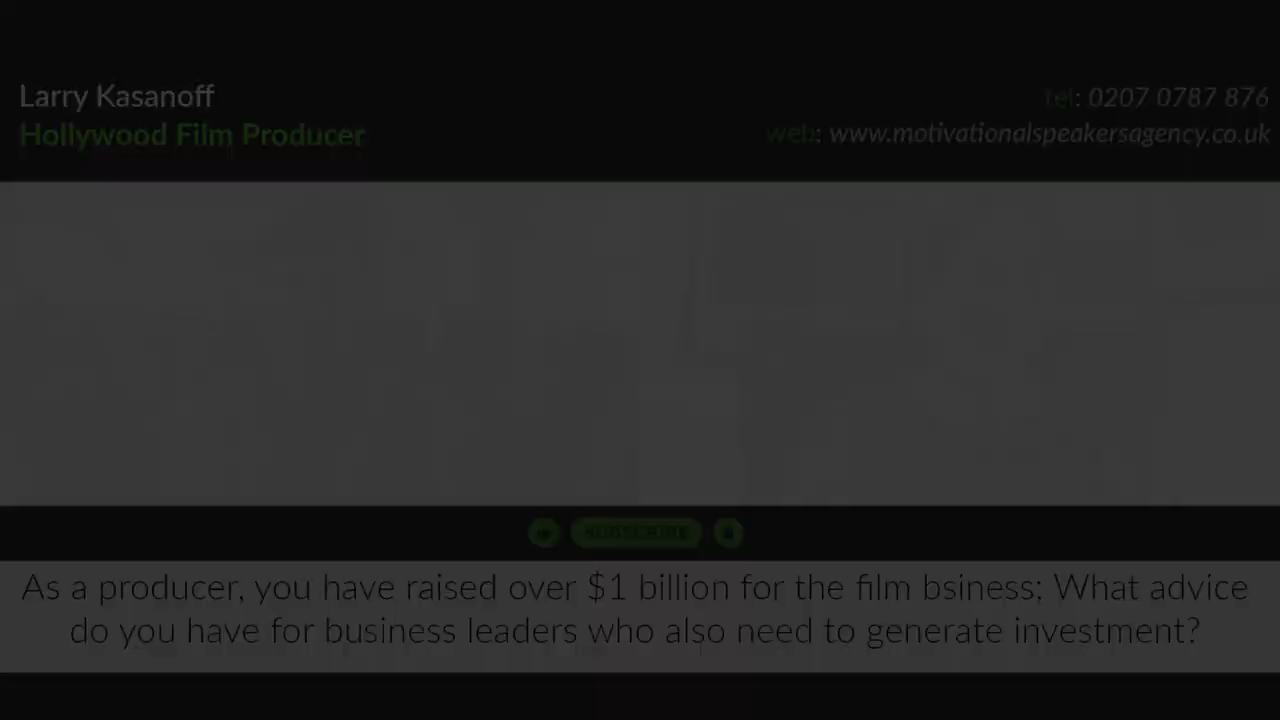 Larry Kasanoff
Hollywood Film Producer
tel: 0207 0787 876
web: www.motivationalspeakersagency.co.uk
SUBSCRIBE
As a producer, you have raised over $1 billion for the film bsiness; What advice
do you have for business leaders who also need to generate investment?